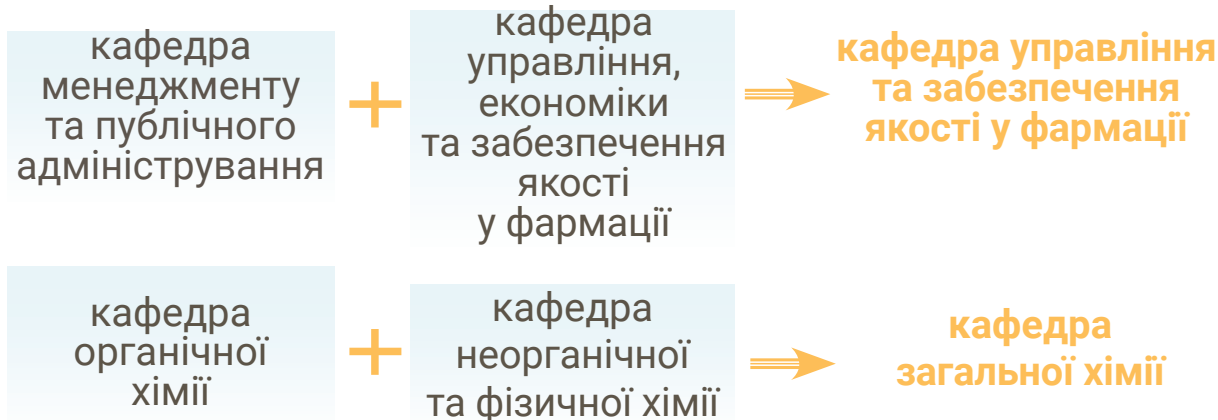 кафедра
менеджменту
та публічного
адміністрування
+
кафедра
управління,
економіки
та забезпечення
якості
у фармації
кафедра управління
та забезпечення
якості у фармації
кафедра
органічної
хімії
+
кафедра
неорганічної
та фізичної хімії
кафедра
загальної хімії